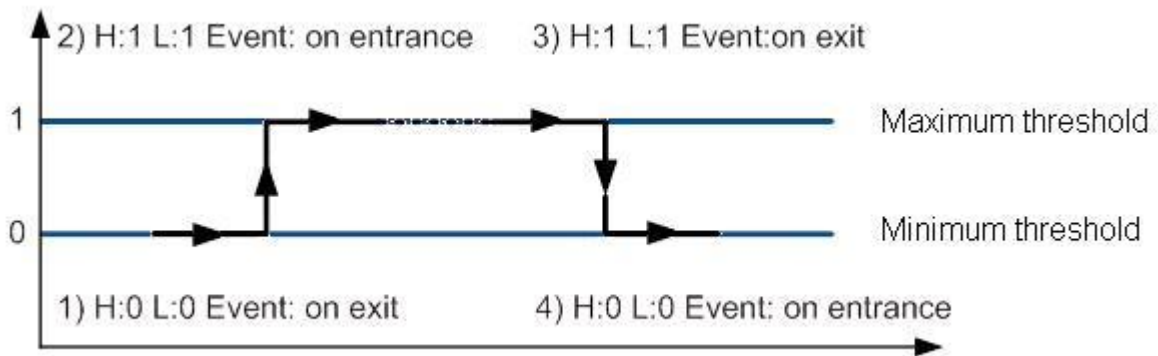 2) H:1 L:1 Event: on entrance
3) H:1 L:1 Event:on exit
1
Maximum threshold
0
Minimum threshold
1) H:0 L:0 Event: on exit
4) H:0 L:0 Event: on entrance